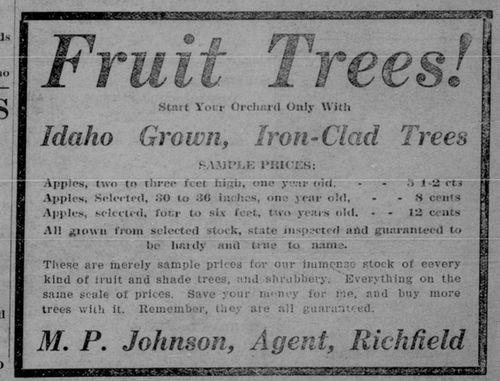 Fruit Trees!
Start Your Orchard Only With
Idaho Grown, Iron-Clad Trees
SAMPLE PRICES:
Apples, two to three feet high, one year old, - - 5 1-2 cts
Apples, Selected, 30 to 36 inches, one year old, - - 8 cents
Apples, selected, four to six feet, two years old. - - 12 cents
All grown from selected stock, state inspected and guaranteed to
be hardy and true to name.
These are merely sample prices for our immense stock of eevery
kind of fruit and shade trees, and shrubbery. Everything on the
same scale of prices. Save your money for me, and buy more
trees with it. Remember, they are all guaranteed.
M. P. Johnson, Agent, Richfield